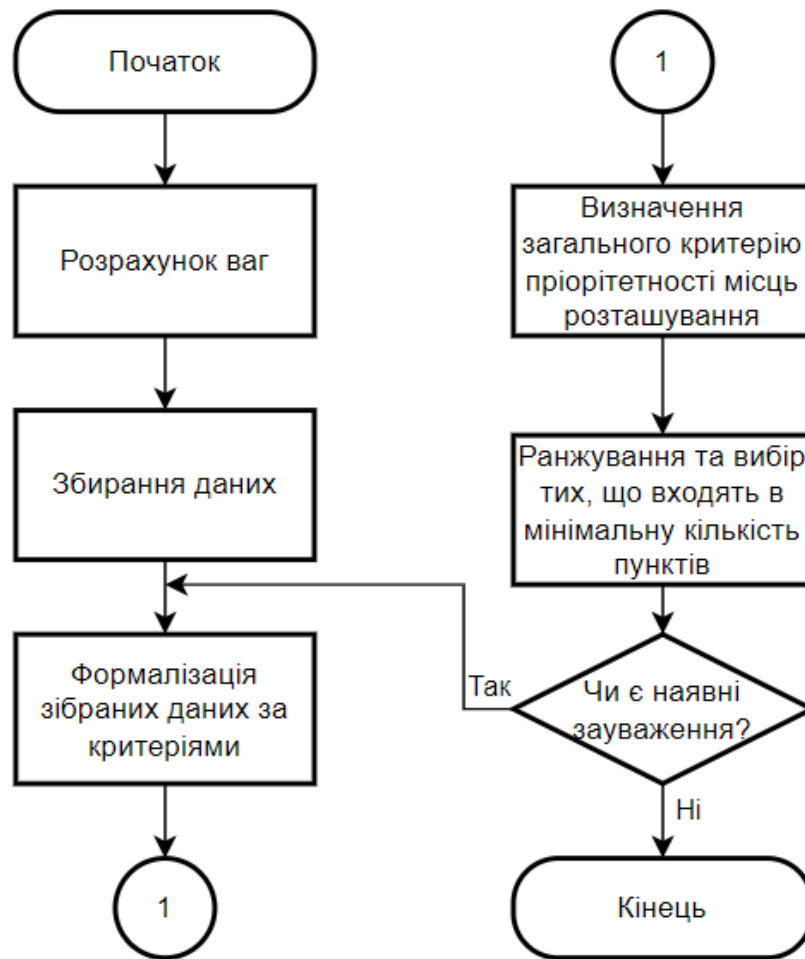 Початок
Розрахунок ваг
Збирання даних
Формалізація
зібраних даних за
критеріями
1
1
Визначення
загального критерію
пріорітетності місць
розташування
Ранжування та вибір
тих, що входять в
мінімальну кількість
пунктів
Чи є наявні
зауваження?
Так
Ні
Кінець